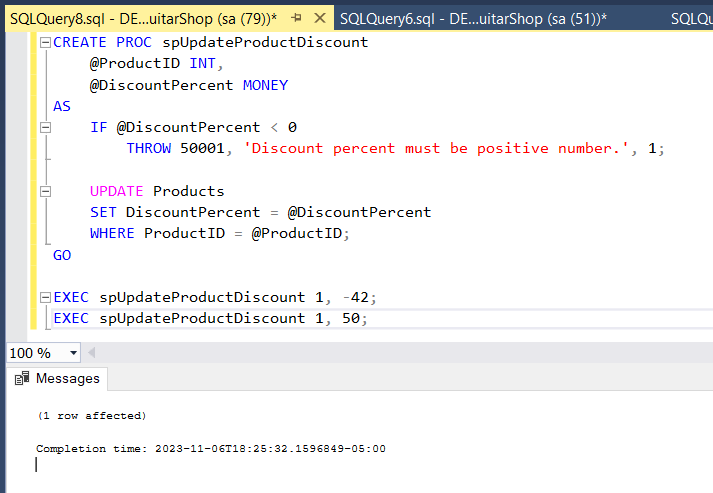 SQLQuery8.sql - DE...uitarShop (sa (79))* SQLQuery6.sql - DE...uitarShop (sa (51))* SQLQu
CREATE PROC spUpdateProductDiscount
@ProductID INT,
@DiscountPercent MONEY
AS
IF @DiscountPercent < 0
THROW 50001, 'Discount percent must be positive number.', 1;
UPDATE Products
SET DiscountPercent = @DiscountPercent
WHERE ProductID = @ProductID;
GO
EXEC spUpdateProductDiscount 1, -42;
EXEC spUpdateProductDiscount 1, 50;
100 %
Messages
(1 row affected)
Completion time: 2023-11-06T18:25:32.1596849-05:00